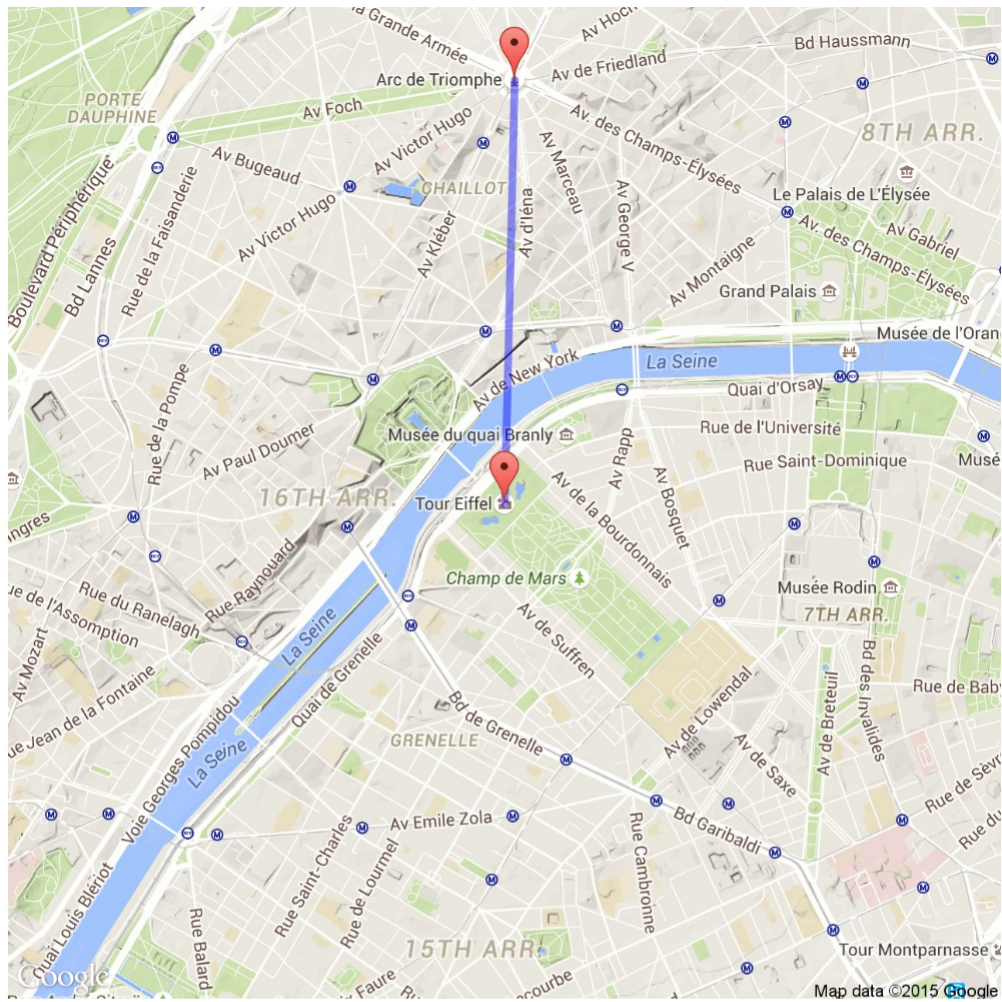 la Grande Armée
Av Hoch
Bd Haussmann
Arc de Triomphe
Av de Friedland
PORTE
DAUPHINE
Av Foch
Av Victor Hugo
Av. des Champs-Élysées
8TH ARR.
Boulevard Périphérique
Bd Lannes
Rue de la Faisanderie
Av Bugeaud
Av Victor Hugo
CHAILLOT
Av Kléber
Av d'Iéna
Av Marceau
Av George V
Le Palais de L'Élysée
Av Gabriel
Av. des Champs-Élysées
Av Montaigne
Grand Palais
Musée de l'Oran
Av de New York
La Seine
Quai d'Orsay
Rue de la Pompe
Av Paul Doumer
Musée du quai Branly
Rue de l'Université
Av Rapp
Rue Saint-Dominique
Musé
16TH ARR.
Tour Eiffel
Av de la Bourdonnais
Av Bosquet
ngres
Rue Raynouard
Champ de Mars
Musée Rodin
7TH ARR.
ue de l'Assomption
Rue du Ranelagh
La Seine
Av de Suffren
Av Mozart
Quai de Grenelle
Rue Jean de la Fontaine
Av de Lowendal
Av de Breteuil
Bd des Invalides
Rue de Baby
Voie Georges Pompidou
La Seine
Bd de Grenelle
GRENELLE
Av de Saxe
Rue de Sèvr
Av Emile Zola
Bd Garibaldi
Rue du
Quai Louis Blériot
Rue Saint-Charles
Rue de Lourmel
Rue Cambronne
Rue Balard
15TH ARR.
Tour Montparnasse
Google
Faure
ecourbe
Map data ©2015 Google